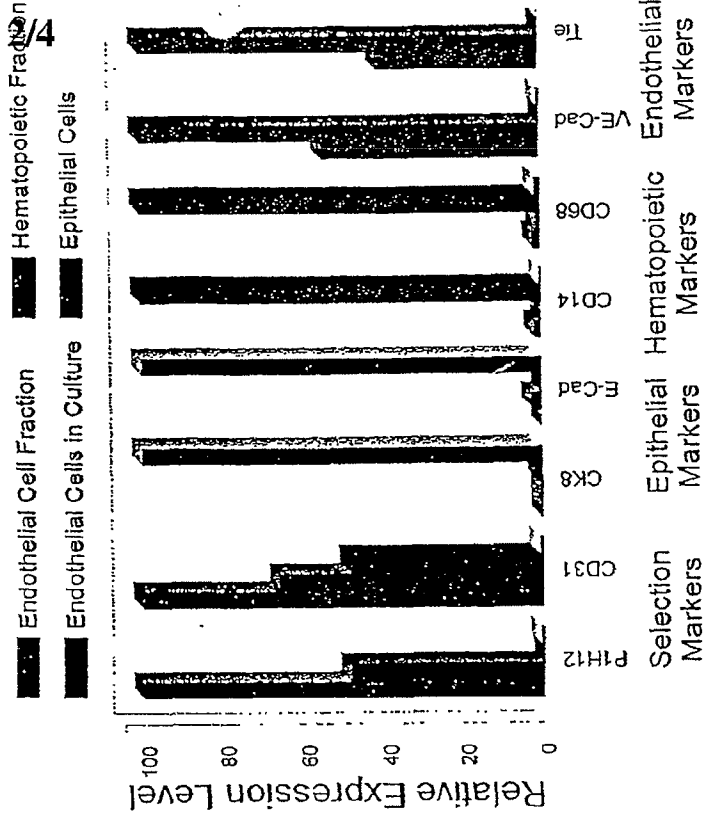 2/4
Endothelial Cell Fraction
Hematopoietic Fraction
Endothelial Cells in Culture
Epithelial Cells
Relative Expression Level
100
80
60
40
20
0
P1H12
CD31
CK8
E-Cad
CD14
CD68
VE-Cad
Tie
Selection
Markers
Epithelial
Markers
Hematopoietic
Markers
Endothelial
Markers